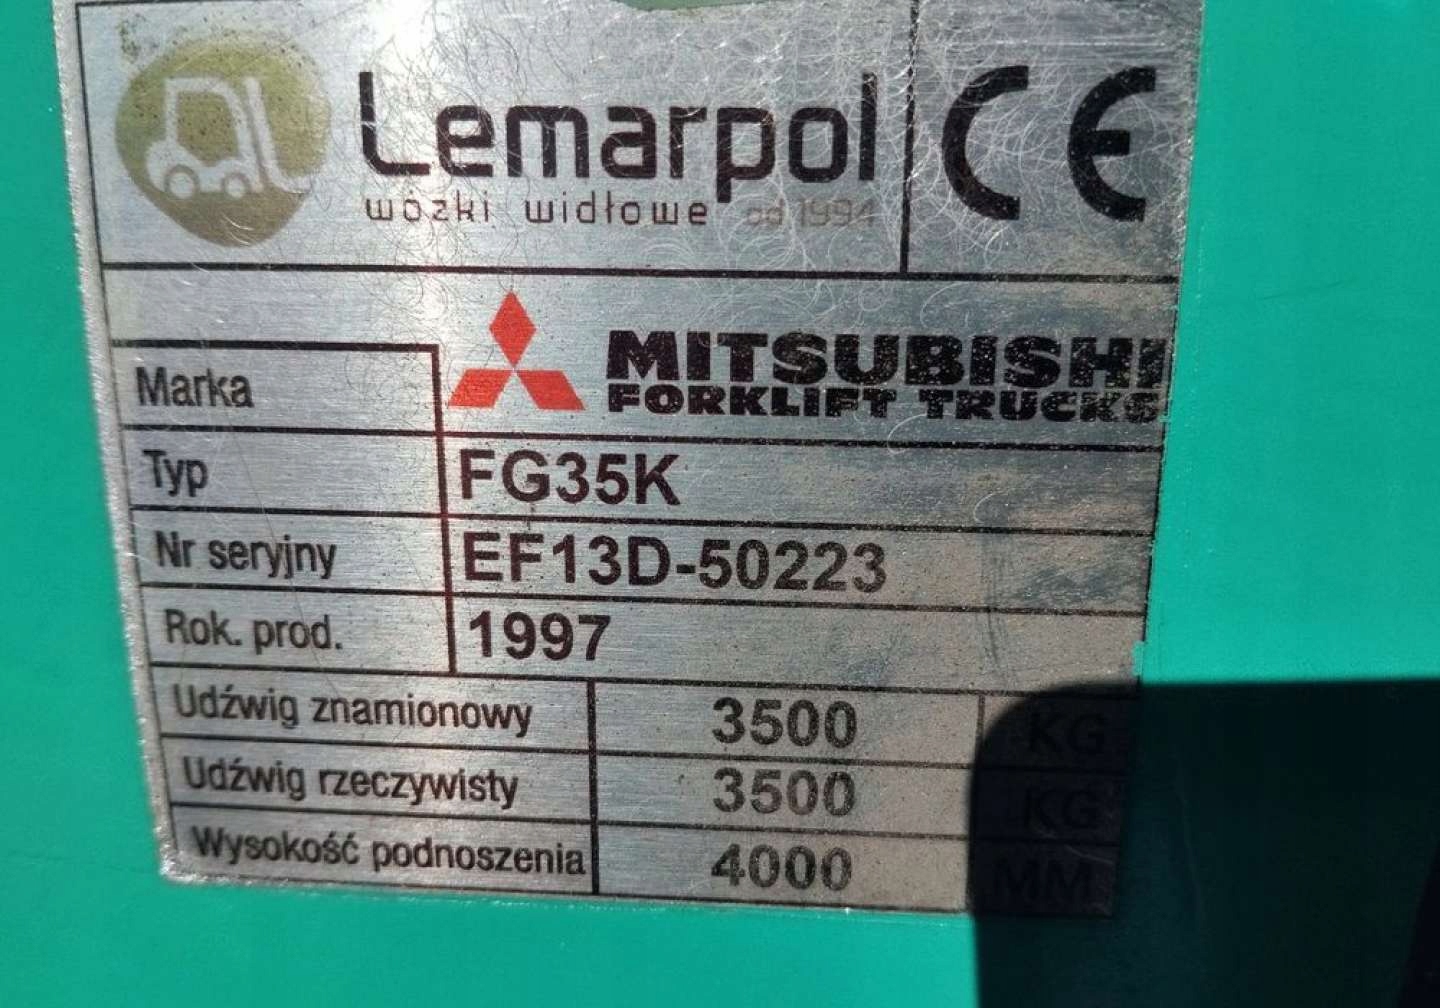 Lemarpol CE
wózki widłowe od 1994
Marka MITSUBISHI
FORKLIFT TRUCKS
Typ FG35K
Nr seryjny EF13D-50223
Rok. prod. 1997
Udźwig znamionowy 3500 KG
Udźwig rzeczywisty 3500 KG
Wysokość podnoszenia 4000 MM